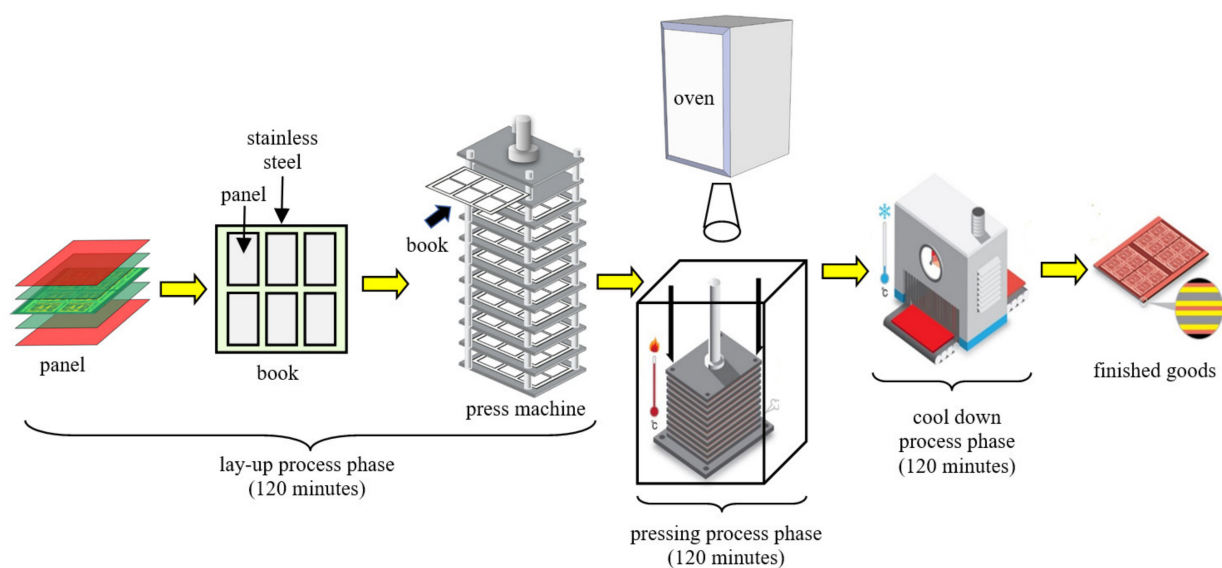 oven
stainless
steel
panel
book
panel
book
press machine
lay-up process phase
(120 minutes)
°C
pressing process phase
(120 minutes)
°C
cool down
process phase
(120 minutes)
finished goods